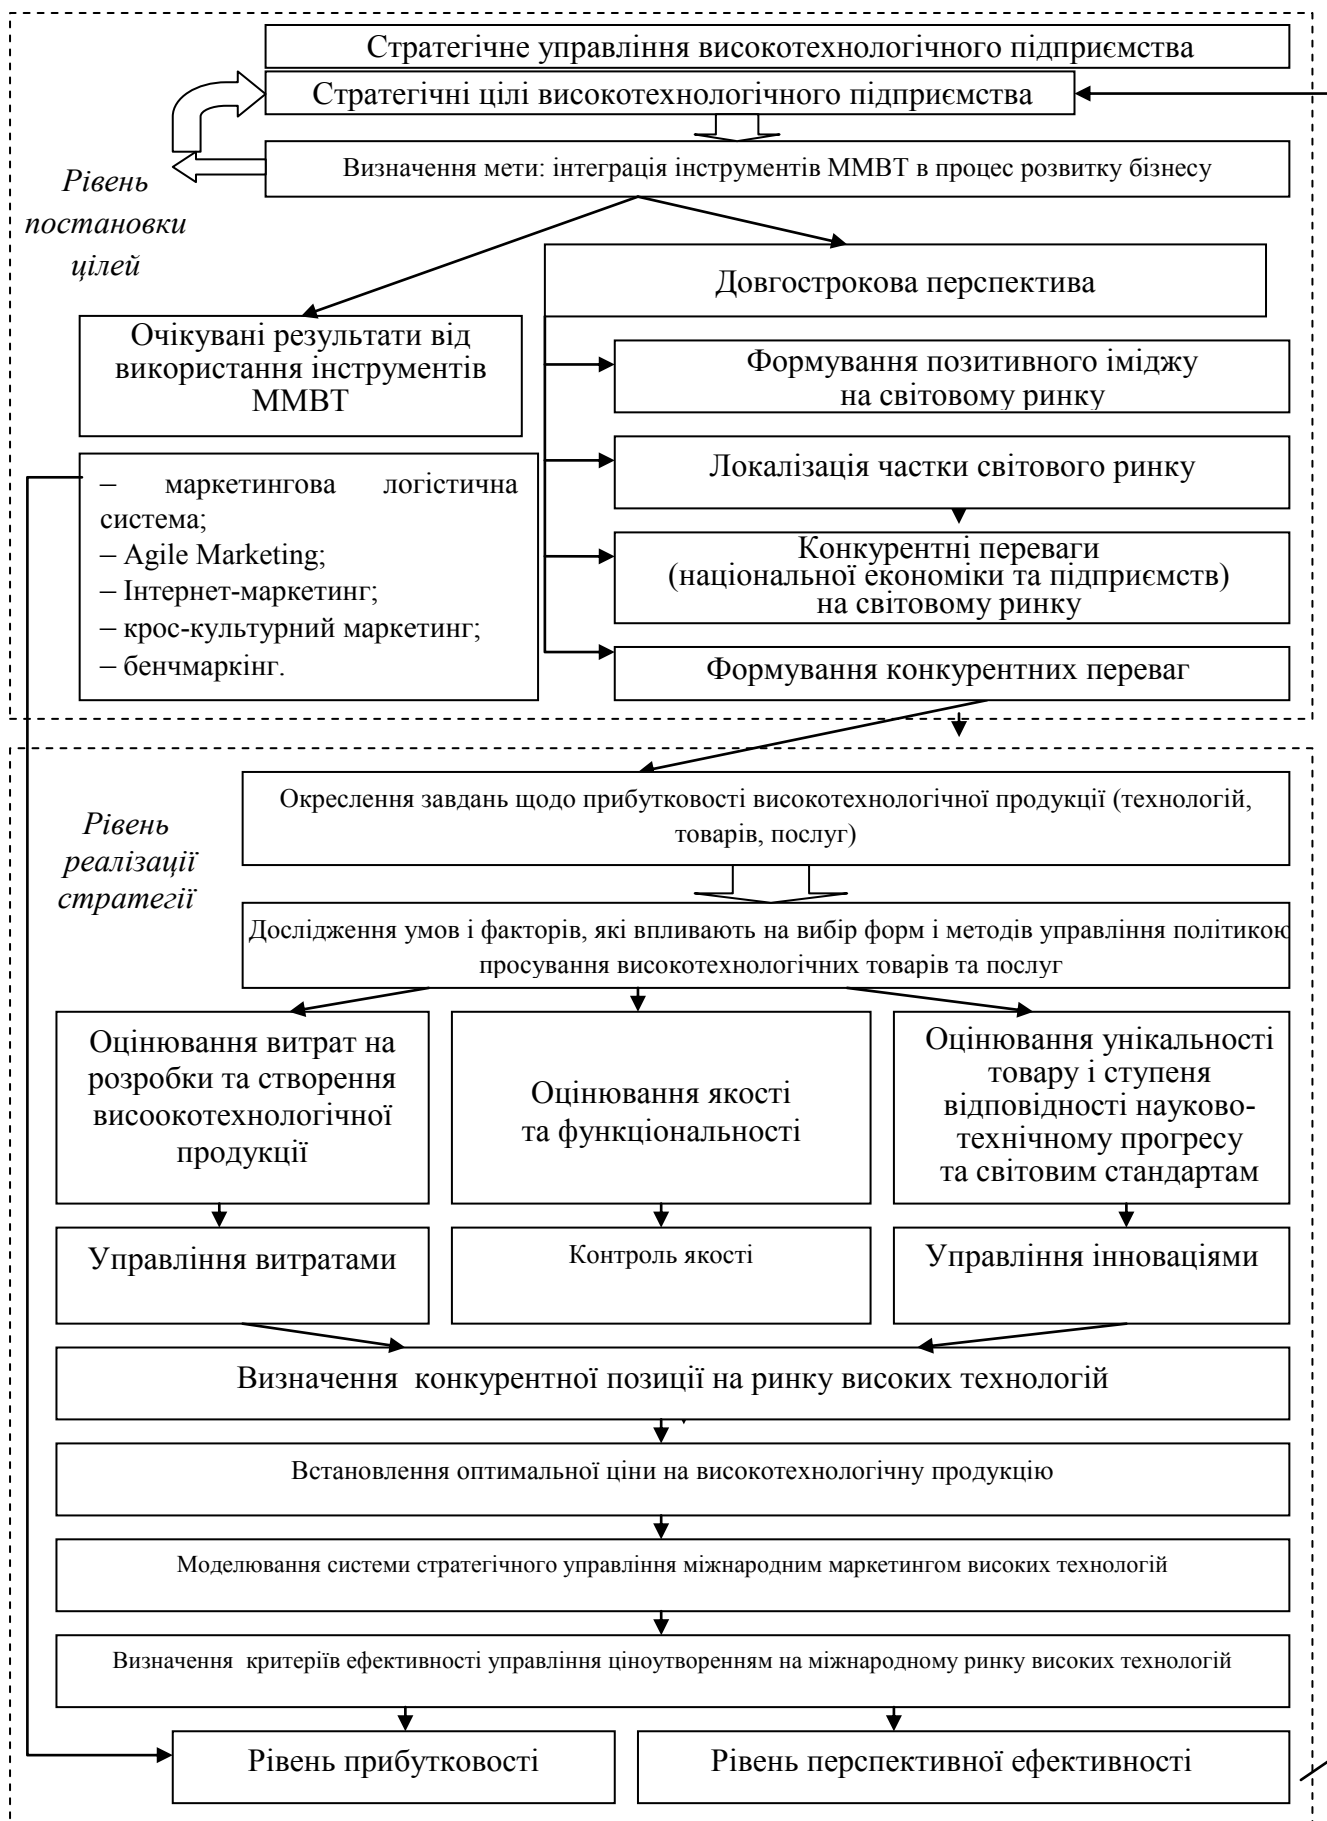 Стратегічне управління високотехнологічного підприємства
Стратегічні цілі високотехнологічного підприємства
Визначення мети: інтеграція інструментів ММВТ в процес розвитку бізнесу
Рівень
постановки
цілей
Довгострокова перспектива
Очікувані результати від
використання інструментів
ММВТ
Формування позитивного іміджу
на світовому ринку
Локалізація частки світового ринку
– маркетингова логістична
система;
– Agile Marketing;
– Інтернет-маркетинг;
– крос-культурний маркетинг;
– бенчмаркінг.
Конкурентні переваги
(національної економіки та підприємств)
на світовому ринку
Формування конкурентних переваг
Рівень
реалізації
стратегії
Окреслення завдань щодо прибутковості високотехнологічної продукції (технологій,
товарів, послуг)
Дослідження умов і факторів, які впливають на вибір форм і методів управління політикою
просування високотехнологічних товарів та послуг
Оцінювання витрат на
розробки та створення
висоокотехнологічної
продукції
Оцінювання якості
та функціональності
Оцінювання унікальності
товару і ступеня
відповідності науково-
технічному прогресу
та світовим стандартам
Управління витратами
Контроль якості
Управління інноваціями
Визначення  конкурентної позиції на ринку високих технологій
Встановлення оптимальної ціни на високотехнологічну продукцію
Моделювання системи стратегічного управління міжнародним маркетингом високих технологій
Визначення  критеріїв ефективності управління ціноутворенням на міжнародному ринку високих технологій
Рівень прибутковості
Рівень перспективної ефективності